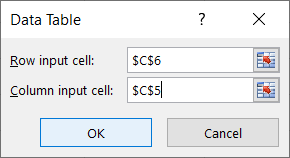 Data Table ?
Row input cell: $C$6
Column input cell: $C$5
OK Cancel